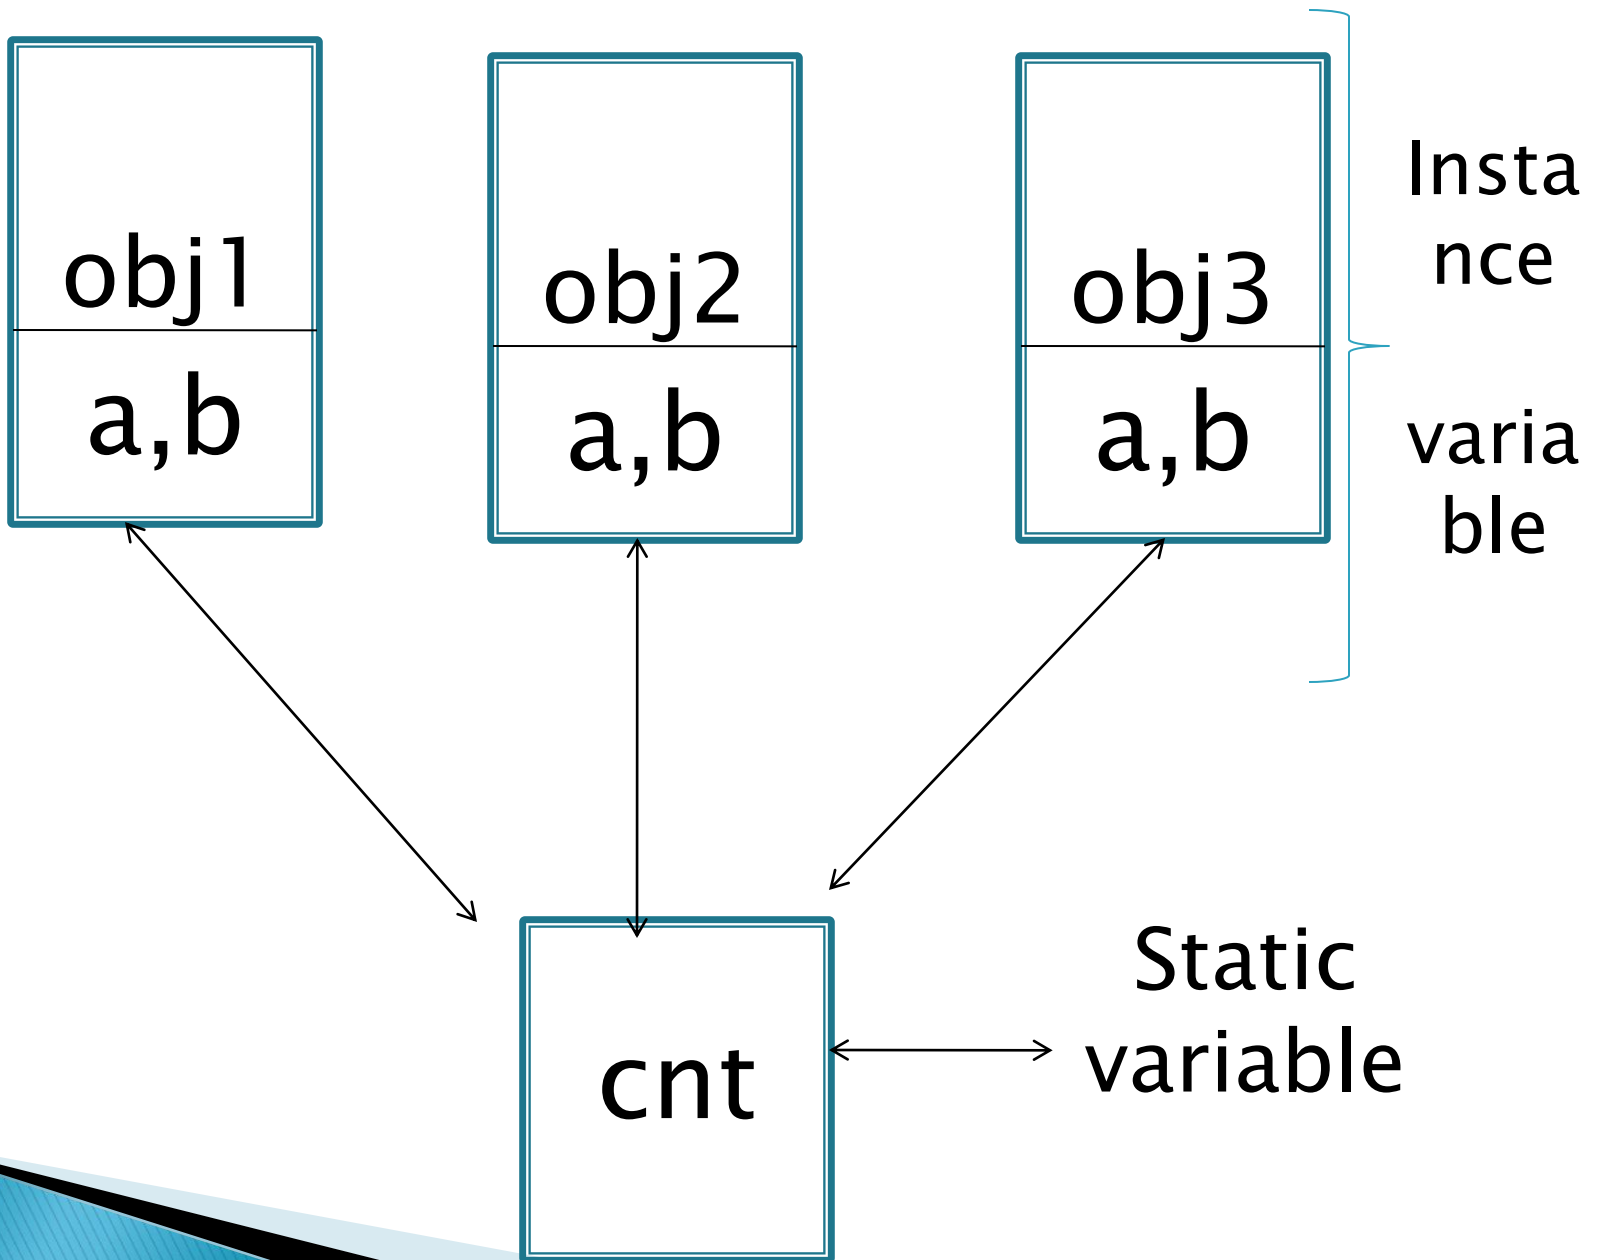 obj1
a,b
obj2
a,b
obj3
a,b
Insta
nce
varia
ble
cnt
Static
variable